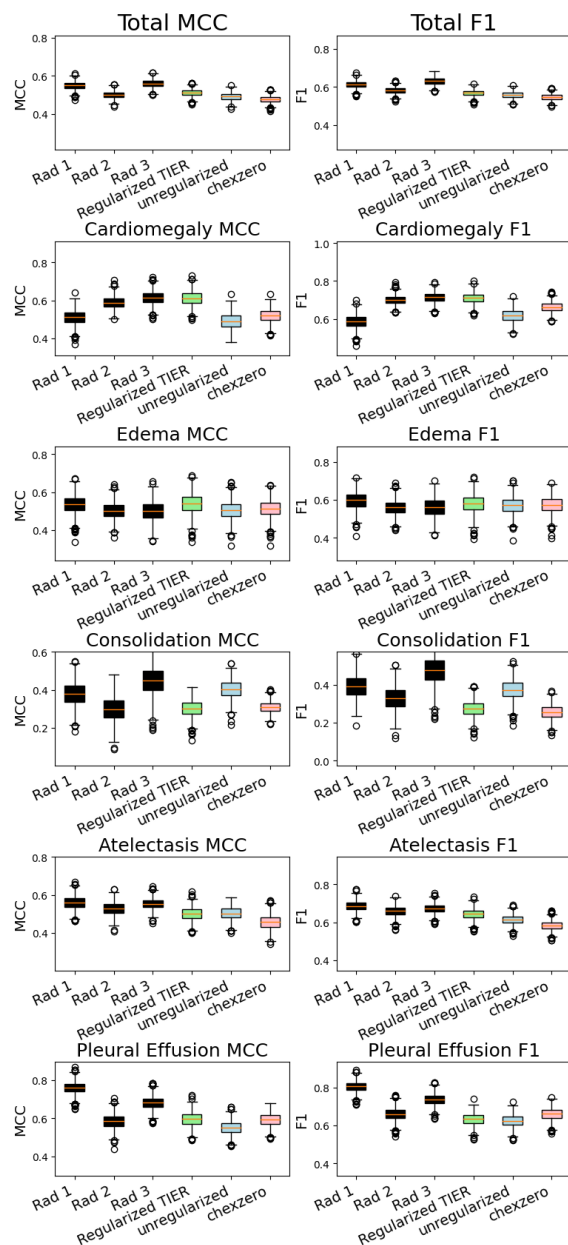 Total MCC
Total F1
0.8
0.6
0.4
MCC
Rad 1
Rad 2
Rad 3
Regularized TIER
unregularized
chexzero
0.8
0.6
0.4
F1
Rad 1
Rad 2
Rad 3
Regularized TIER
unregularized
chexzero
Cardiomegaly MCC
Cardiomegaly F1
0.8
0.6
0.4
MCC
Rad 1
Rad 2
Rad 3
Regularized TIER
unregularized
chexzero
1.0
0.8
0.6
F1
Rad 1
Rad 2
Rad 3
Regularized TIER
unregularized
chexzero
Edema MCC
Edema F1
0.8
0.6
0.4
MCC
Rad 1
Rad 2
Rad 3
Regularized TIER
unregularized
chexzero
0.8
0.6
0.4
F1
Rad 1
Rad 2
Rad 3
Regularized TIER
unregularized
chexzero
Consolidation MCC
Consolidation F1
0.6
0.4
0.2
MCC
Rad 1
Rad 2
Rad 3
Regularized TIER
unregularized
chexzero
0.4
0.2
0.0
F1
Rad 1
Rad 2
Rad 3
Regularized TIER
unregularized
chexzero
Atelectasis MCC
Atelectasis F1
0.8
0.6
0.4
MCC
Rad 1
Rad 2
Rad 3
Regularized TIER
unregularized
chexzero
0.8
0.6
0.4
F1
Rad 1
Rad 2
Rad 3
Regularized TIER
unregularized
chexzero
Pleural Effusion MCC
Pleural Effusion F1
0.8
0.6
0.4
MCC
Rad 1
Rad 2
Rad 3
Regularized TIER
unregularized
chexzero
0.8
0.6
0.4
F1
Rad 1
Rad 2
Rad 3
Regularized TIER
unregularized
chexzero